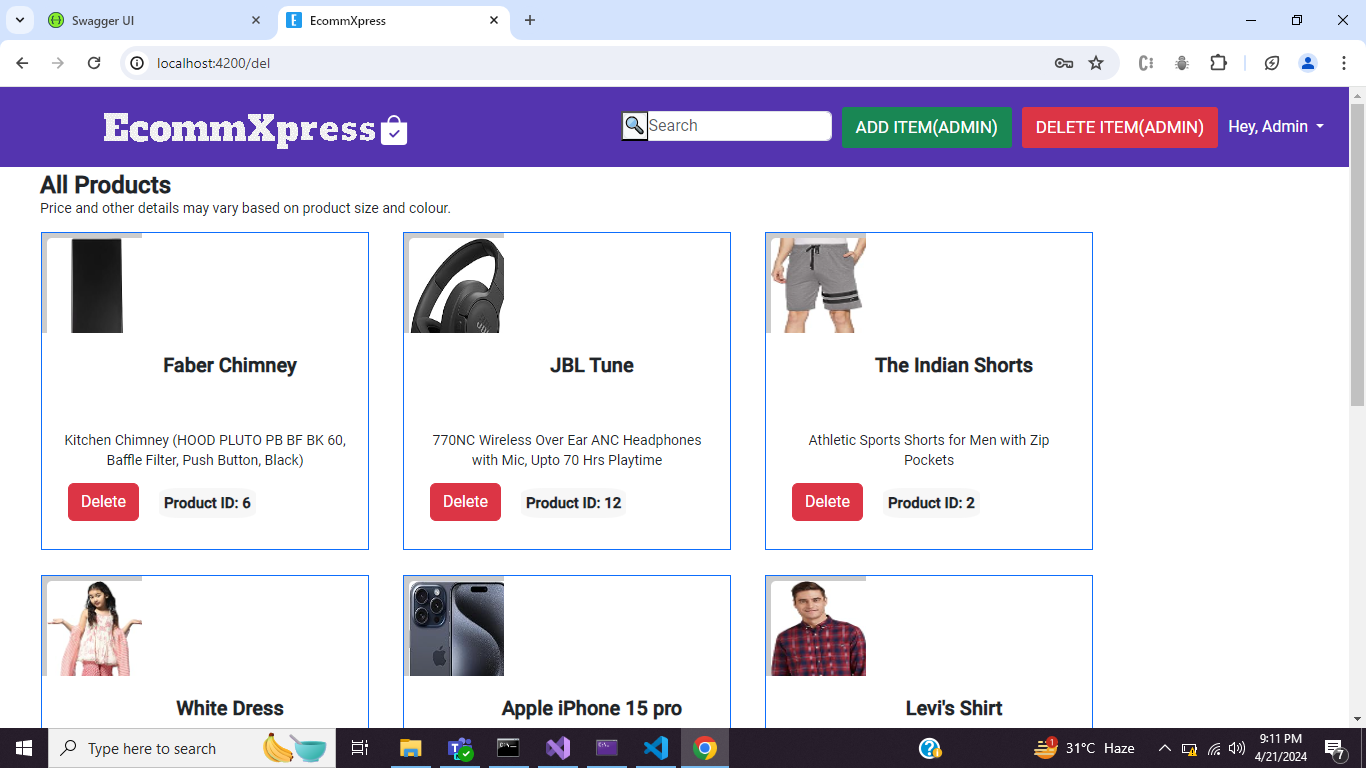 Swagger UI
EcommXpress
localhost:4200/del
EcommXpress
Search
ADD ITEM(ADMIN)
DELETE ITEM(ADMIN)
Hey, Admin
All Products
Price and other details may vary based on product size and colour.
Faber Chimney
Kitchen Chimney (HOOD PLUTO PB BF BK 60,
Baffle Filter, Push Button, Black)
Delete
Product ID: 6
JBL Tune
770NC Wireless Over Ear ANC Headphones
with Mic, Upto 70 Hrs Playtime
Delete
Product ID: 12
The Indian Shorts
Athletic Sports Shorts for Men with Zip
Pockets
Delete
Product ID: 2
White Dress
Apple iPhone 15 pro
Levi's Shirt
Type here to search
1
31°C Haze
9:11 PM
4/21/2024
7